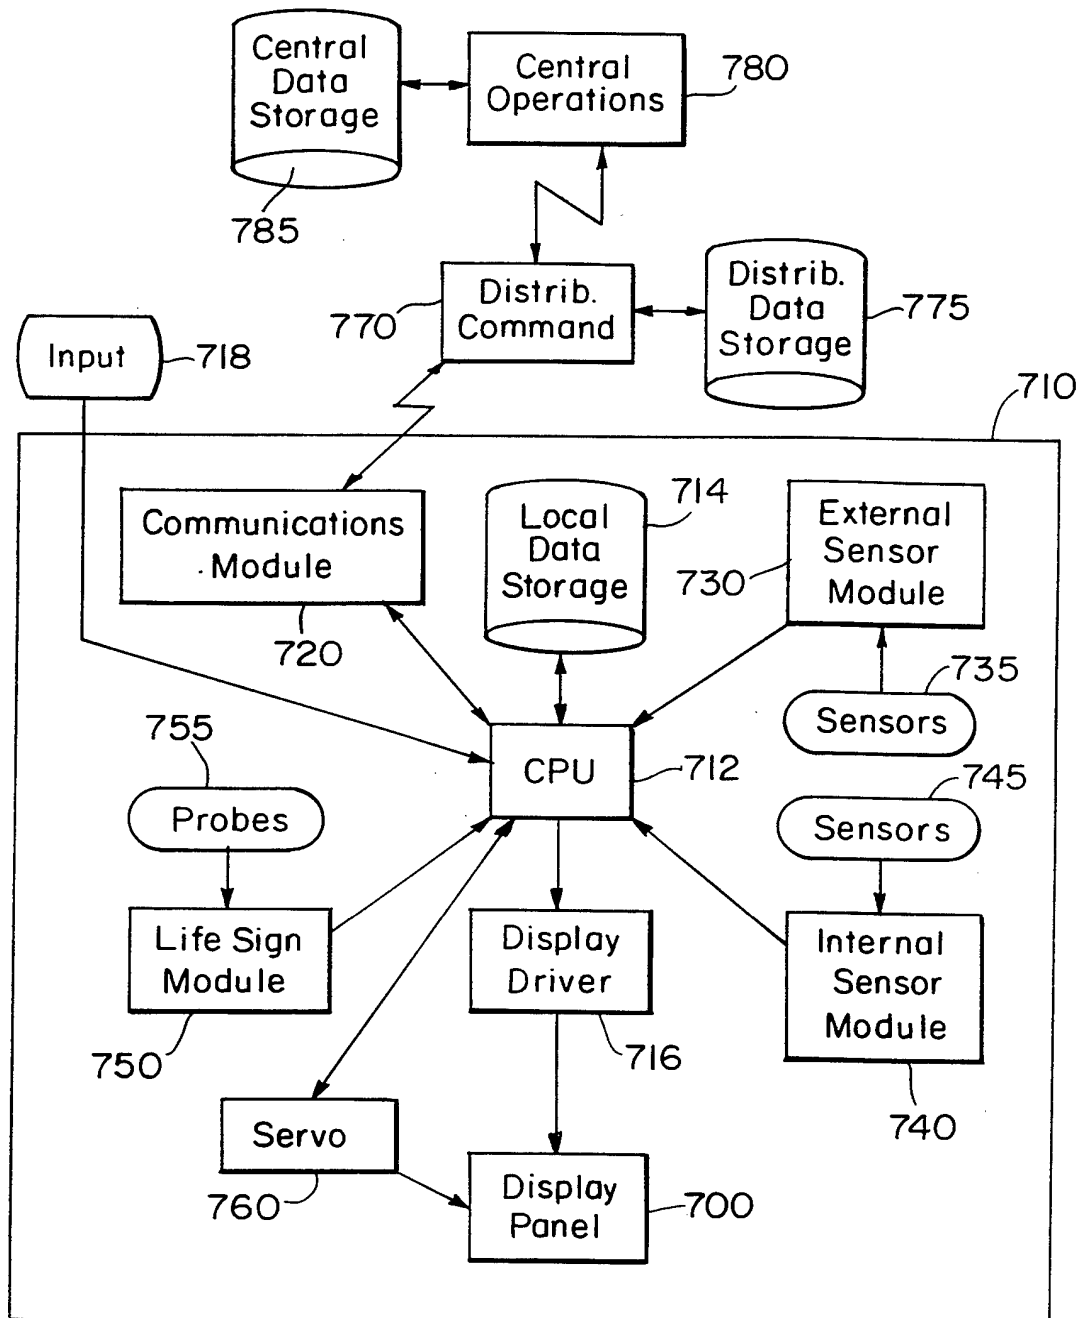 Central
Data
Storage
785
Central
Operations
780
Distrib.
Command
770
Distrib.
Data
Storage
775
Input
718
710
Communications
Module
720
Local
Data
Storage
714
External
Sensor
Module
730
Sensors
735
CPU
712
Probes
755
Sensors
745
Life Sign
Module
750
Display
Driver
716
Internal
Sensor
Module
740
Servo
760
Display
Panel
700